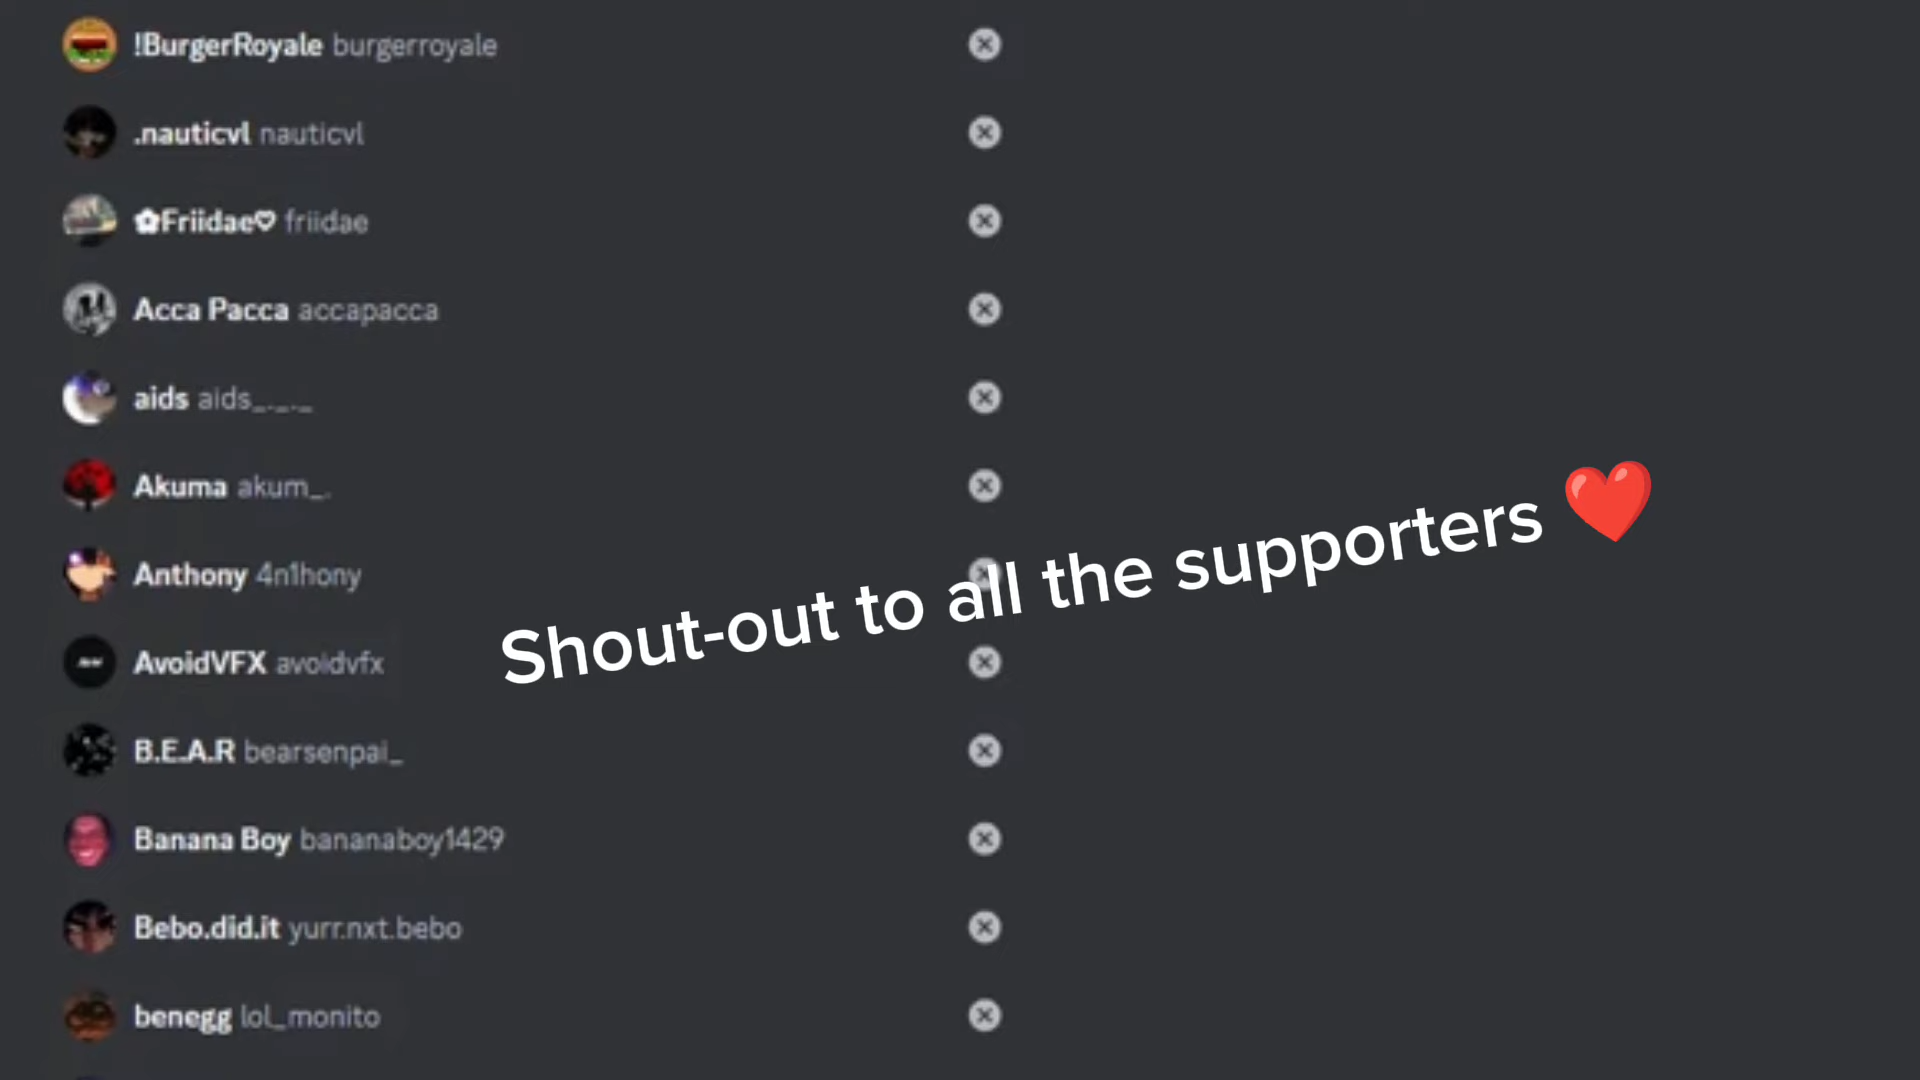 !BurgerRoyale burgerroyale
.nauticvl nauticvl
✿Friidae♡ friidae
Acca Pacca accapacca
aids aids_._._
Akuma akum_.
Anthony 4n1hony
Shout-out to all the supporters ❤️
AvoidVFX avoidvfx
B.E.A.R bearsenpai_
Banana Boy bananaboy1429
Bebo.did.it yurr.nxt.bebo
benegg lol_monito